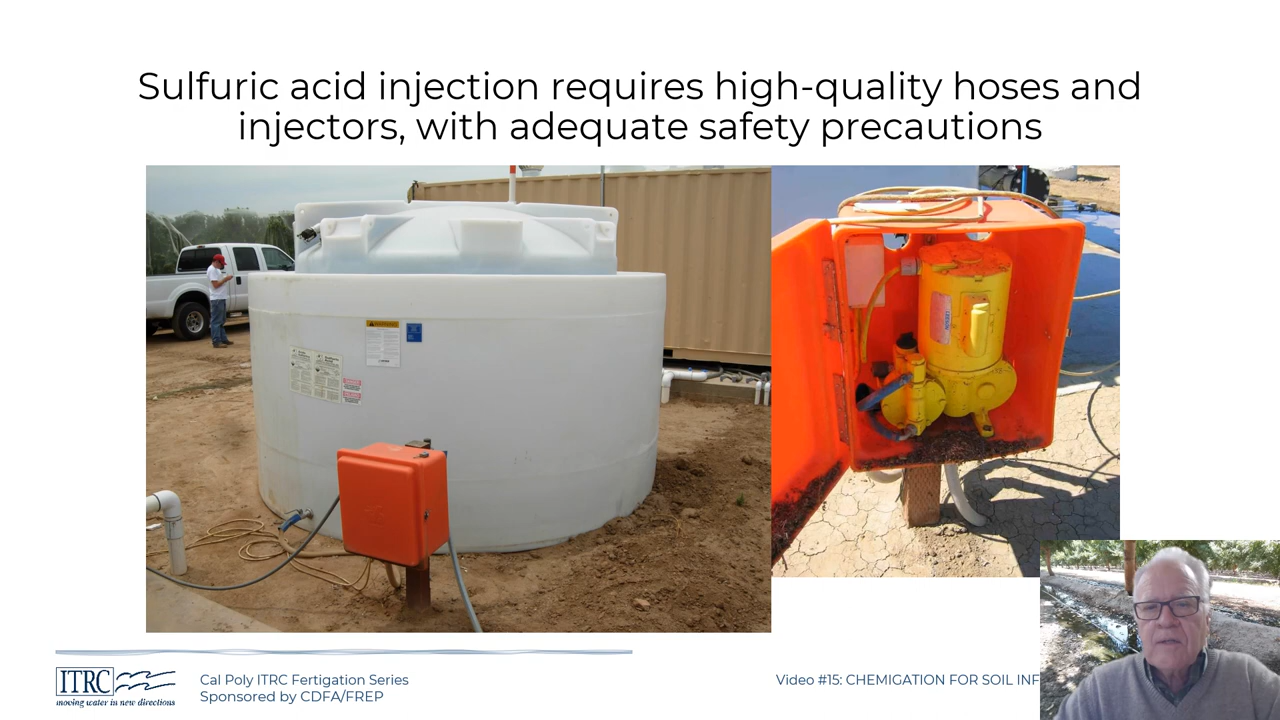 Sulfuric acid injection requires high-quality hoses and
injectors, with adequate safety precautions
ITRC
moving water in new directions
Cal Poly ITRC Fertigation Series
Sponsored by CDFA/FREP
Video #15: CHEMIGATION FOR SOIL INF